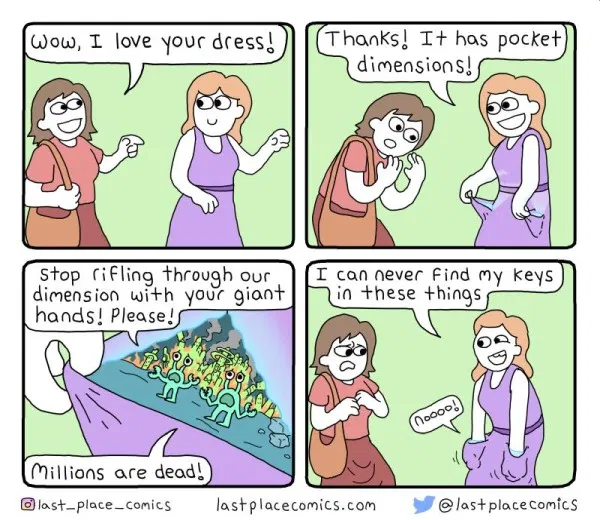 Wow, I love your dress!
Thanks! It has pocket
dimensions!
Stop rifling through our
dimension with your giant
hands! Please!
Millions are dead!
I can never find my keys
in these things
noooo!
last_place_comics
lastplacecomics.com
@lastplacecomics